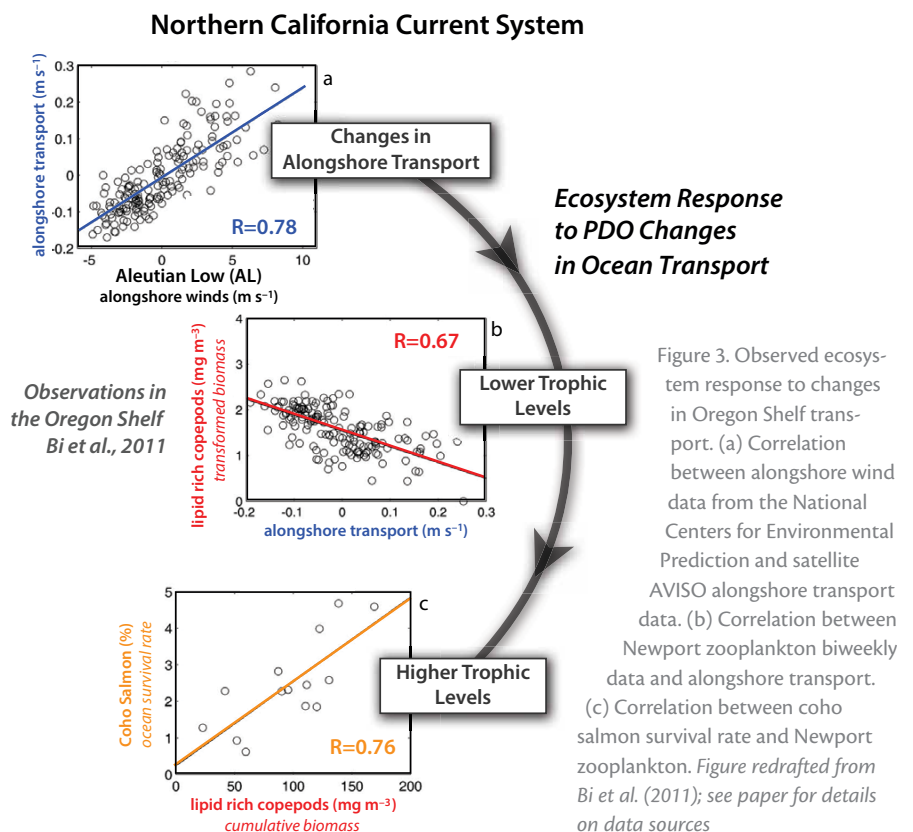 Northern California Current System
a
alongshore transport (m s⁻¹)
0.3
0.2
0.1
0
-0.1
-0.2
R=0.78
-5
0
5
10
Aleutian Low (AL)
alongshore winds (m s⁻¹)
Changes in
Alongshore Transport
Ecosystem Response
to PDO Changes
in Ocean Transport
Observations in
the Oregon Shelf
Bi et al., 2011
b
lipid rich copepods (mg m⁻³)
transformed biomass
4
3
2
1
0
R=0.67
-0.2
-0.1
0
0.1
0.2
0.3
alongshore transport (m s⁻¹)
Lower Trophic
Levels
c
Coho Salmon (%)
ocean survival rate
5
4
3
2
1
0
R=0.76
0
50
100
150
200
lipid rich copepods (mg m⁻³)
cumulative biomass
Higher Trophic
Levels
Figure 3. Observed ecosys-
tem response to changes
in Oregon Shelf trans-
port. (a) Correlation
between alongshore wind
data from the National
Centers for Environmental
Prediction and satellite
AVISO alongshore transport
data. (b) Correlation between
Newport zooplankton biweekly
data and alongshore transport.
(c) Correlation between coho
salmon survival rate and Newport
zooplankton. Figure redrafted from
Bi et al. (2011); see paper for details
on data sources